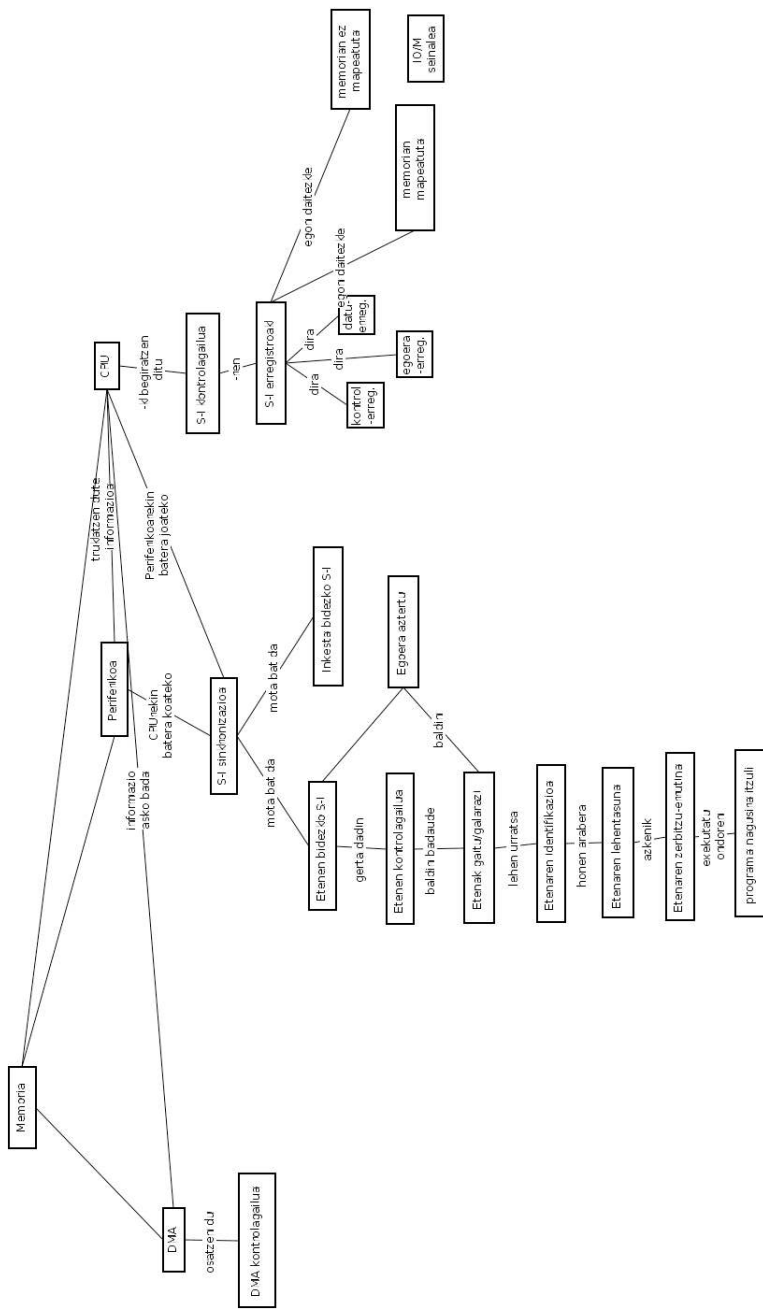 Memoria
CPU
Periferikoa
DMA
trukatzen dute
informazioa
informazio
asko bada
-k begiratzen
ditu
CPUrekin
batera koateko
Periferikoarekin
batera joateko
osatzen du
DMA kontrolagailua
S-I sinkronizazioa
S-I kontrolagailua
-ren
S-I erregistroak
mota bat da
mota bat da
dira
dira
dira
egon daitezke
egon daitezke
Etenen bidezko S-I
Inkesta bidezko S-I
kontrol
-erreg.
datu-
erreg.
egoera
-erreg.
memorian ez
mapeatuta
memorian
mapeatuta
IO/M
seinalea
gerta dadin
Etenen kontrolagailua
Egoera aztertu
baldin badaude
baldin
Etenak gaitu/galarazi
lehen urratsa
Etenaren identifikazioa
honen arabera
Etenaren lehentasuna
azkenik
Etenaren zerbitzu-errutina
exekutatu
ondoren
programa nagusira itzuli